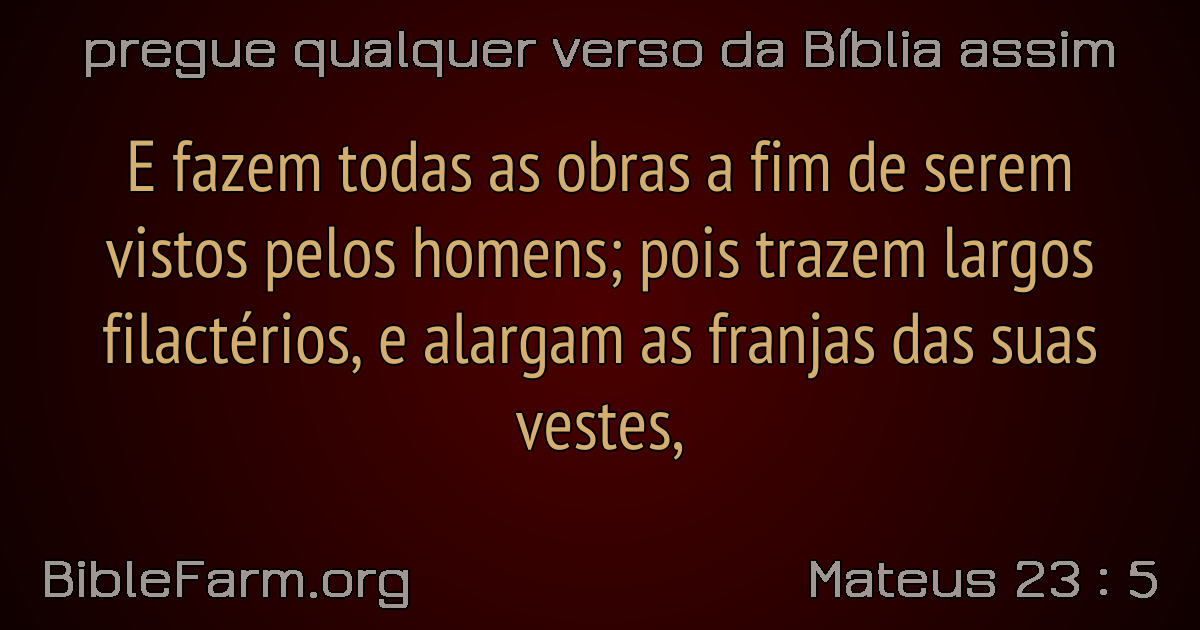 pregue qualquer verso da Bíblia assim
E fazem todas as obras a fim de serem
vistos pelos homens; pois trazem largos
filactérios, e alargam as franjas das suas
vestes,
BibleFarm.org
Mateus 23 : 5